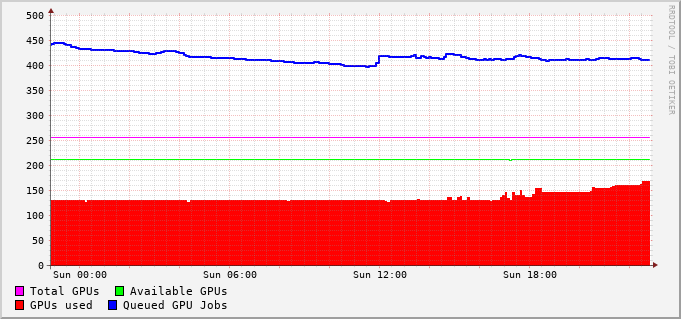 500
450
400
350
300
250
200
150
100
50
0
Sun 00:00 Sun 06:00 Sun 12:00 Sun 18:00
Total GPUs Available GPUs
GPUs used Queued GPU Jobs
RRDTOOL / TOBI OETIKER